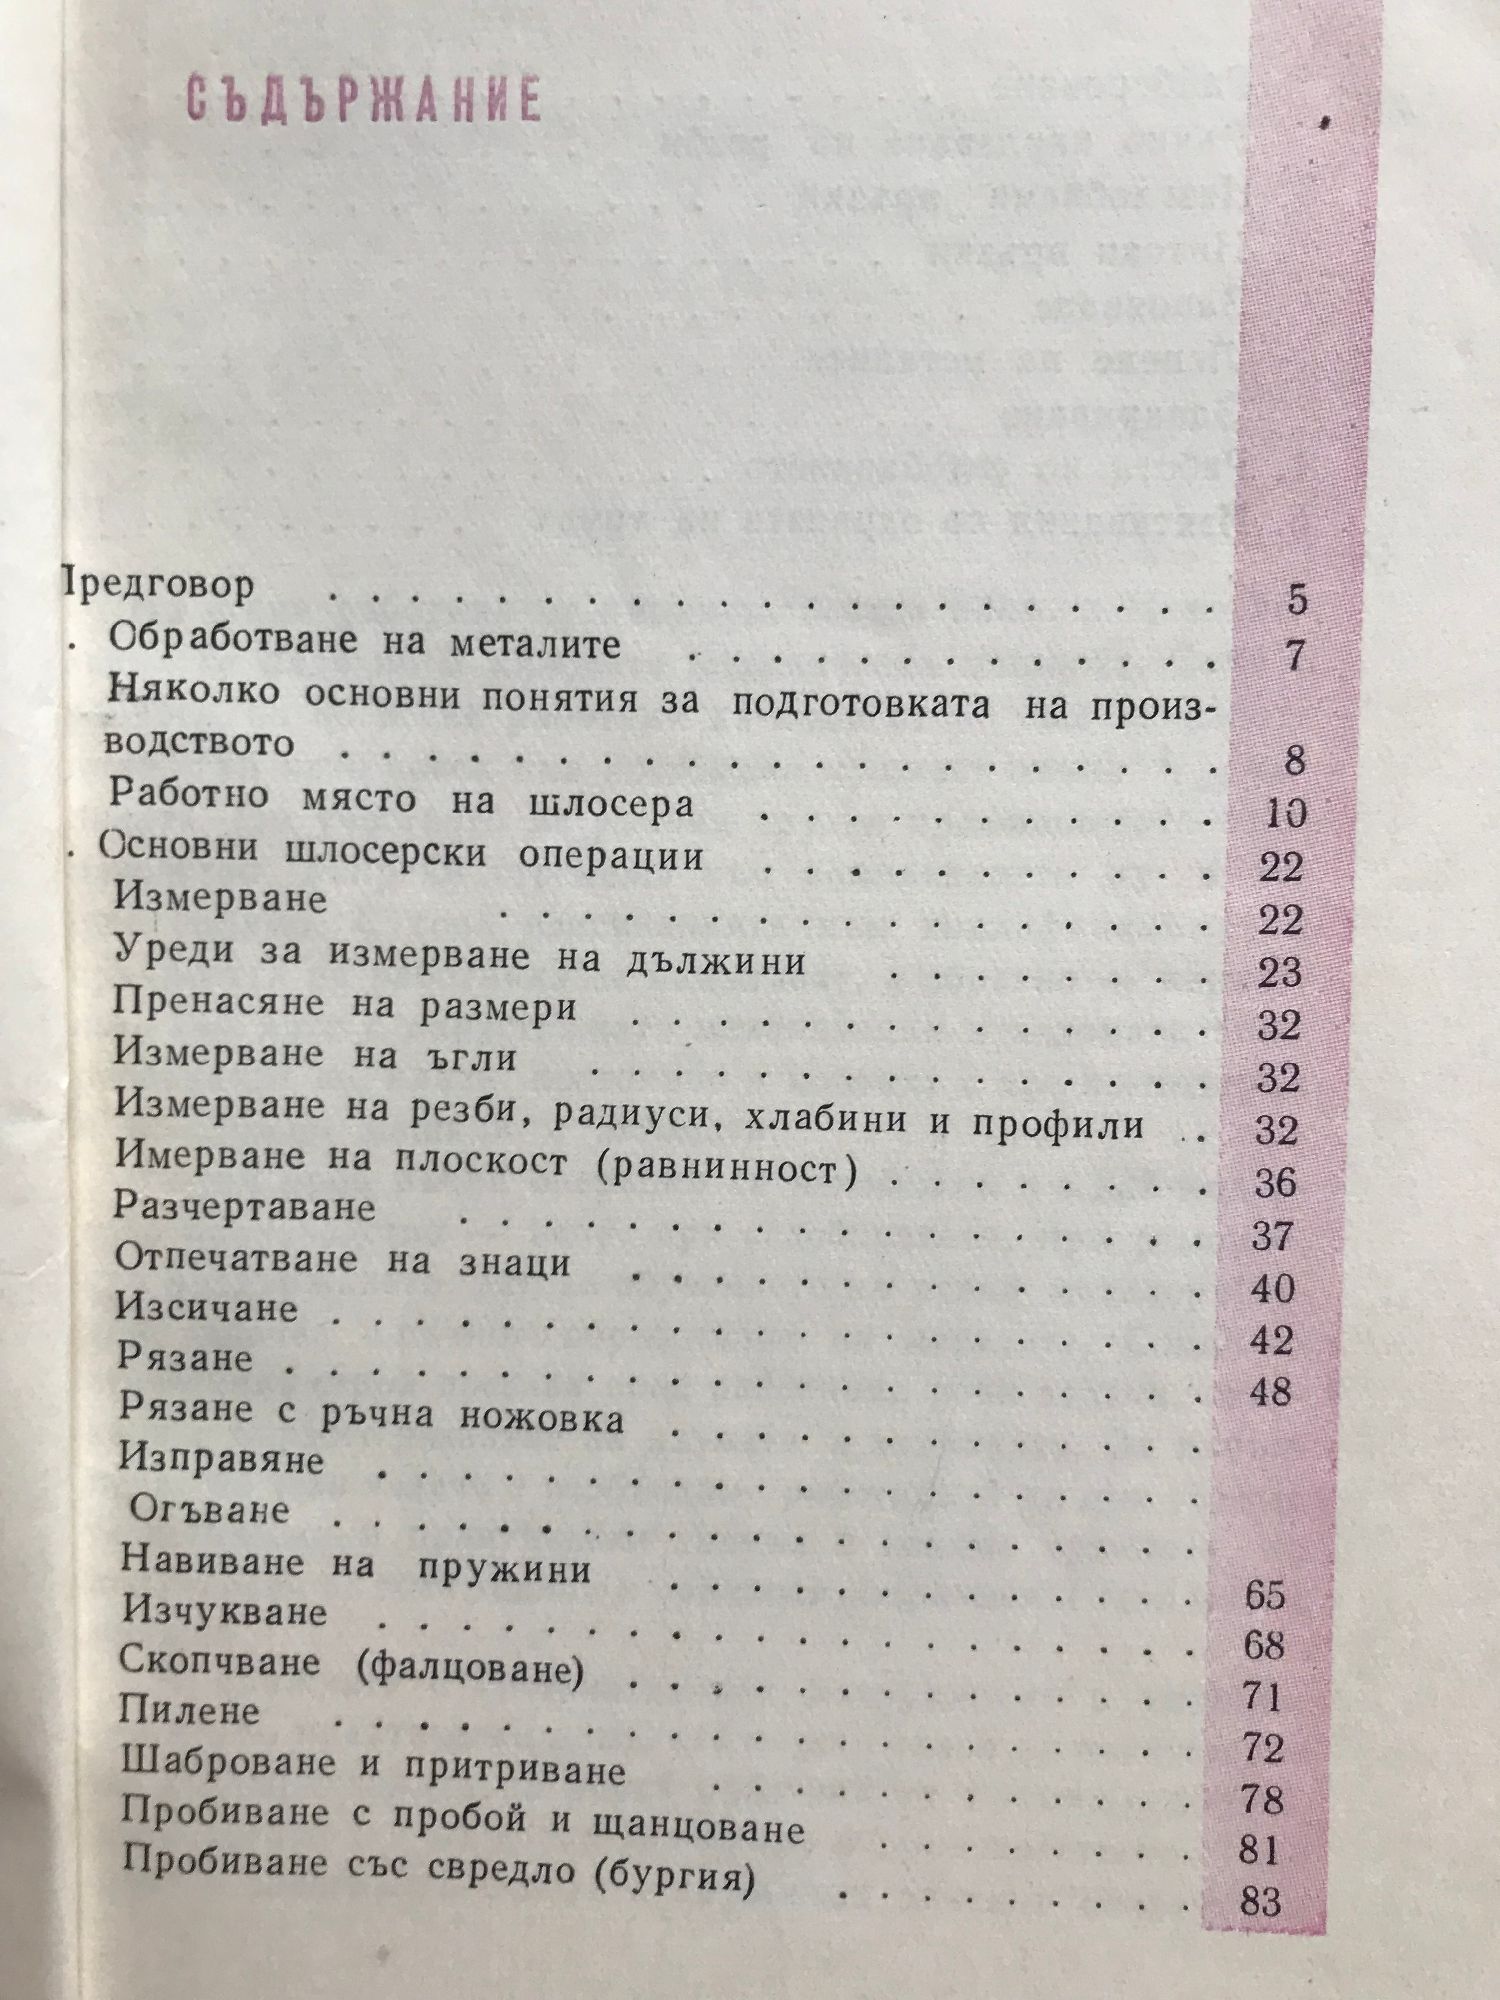 СЪДЪРЖАНИЕ
Предговор . . . . . . . . . . . . . . . . . . . . . 5
. Обработване на металите . . . . . . . . . . . . . 7
Няколко основни понятия за подготовката на произ-
водството . . . . . . . . . . . . . . . . . . . . . 8
Работно място на шлосера . . . . . . . . . . . 10
. Основни шлосерски операции . . . . . . . . . . . 22
Измерване . . . . . . . . . . . . . . . . . 22
Уреди за измерване на дължини . . . . . . . . 23
Пренасяне на размери . . . . . . . . . . . . . . 32
Измерване на ъгли . . . . . . . . . . . . . . . 32
Измерване на резби, радиуси, хлабини и профили . . 32
Имерване на плоскост (равнинност) . . . . . . . . 36
Разчертаване . . . . . . . . . . . . . . . . . . 37
Отпечатване на знаци . . . . . . . . . . . . . . 40
Изсичане . . . . . . . . . . . . . . . . . . . . . 42
Рязане . . . . . . . . . . . . . . . . . . . . . . 48
Рязане с ръчна ножовка . . . . . . . . . . . . .
Изправяне . . . . . . . . . . . . . . . . . . . .
Огъване . . . . . . . . . . . . . . . . . . . . .
Навиване на пружини . . . . . . . . . . . . . 65
Изчукване . . . . . . . . . . . . . . . . . . . . 68
Скопчване (фалцоване) . . . . . . . . . . . . . . 71
Пилене . . . . . . . . . . . . . . . . . . . . . 72
Шаброване и притриване . . . . . . . . . . . . 78
Пробиване с пробой и щанцоване . . . . . . . . 81
Пробиване със свредло (бургия) . . . . . . . . . 83